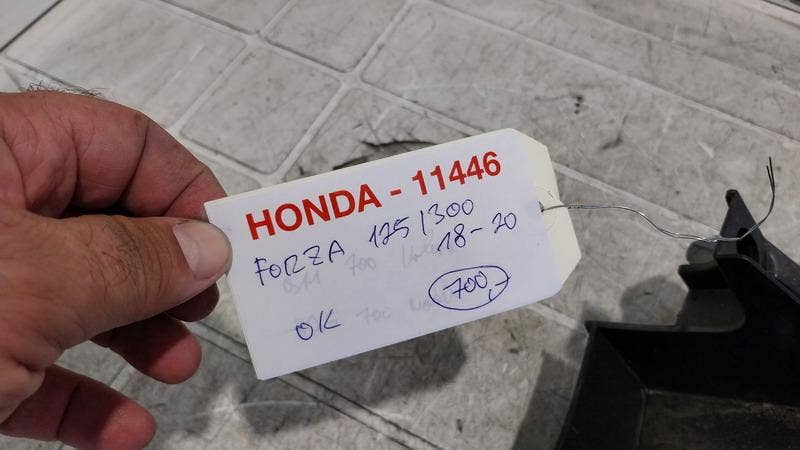 HONDA - 11446
FORZA 125/300
18-20
700,-
OK